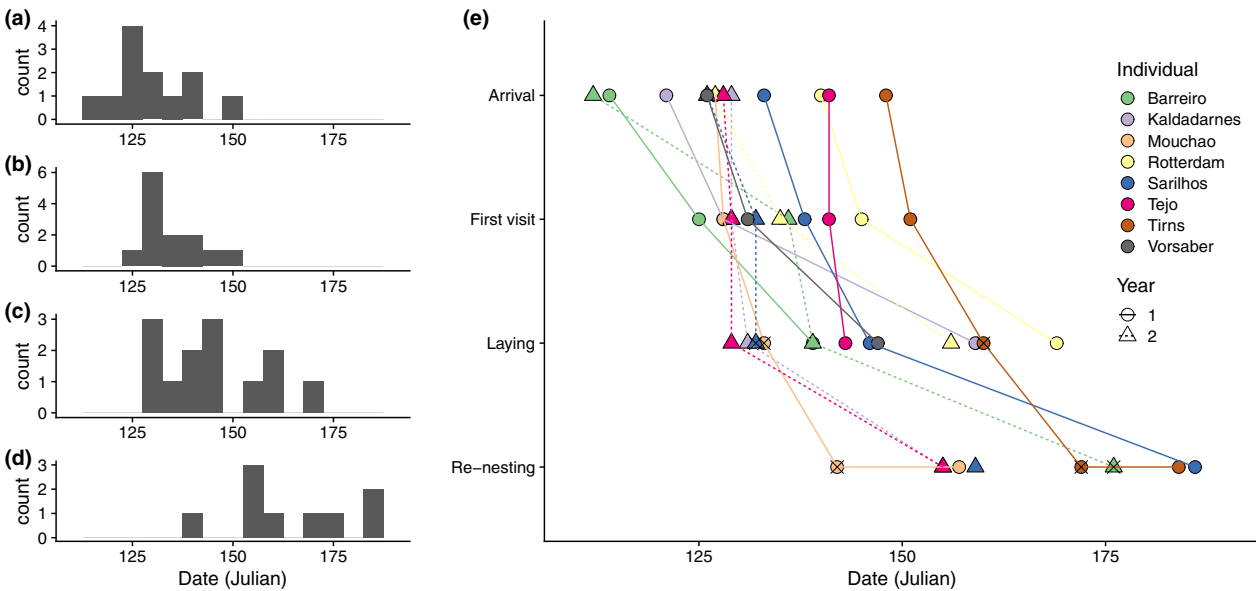 (a)
count
4
3
2
1
0
125 150 175
(b)
count
6
4
2
0
125 150 175
(c)
count
3
2
1
0
125 150 175
(d)
count
3
2
1
0
125 150 175
Date (Julian)
(e)
Arrival
First visit
Laying
Re−nesting
125 150 175
Date (Julian)
Individual
Barreiro
Kaldadarnes
Mouchao
Rotterdam
Sarilhos
Tejo
Tirns
Vorsaber
Year
1
2